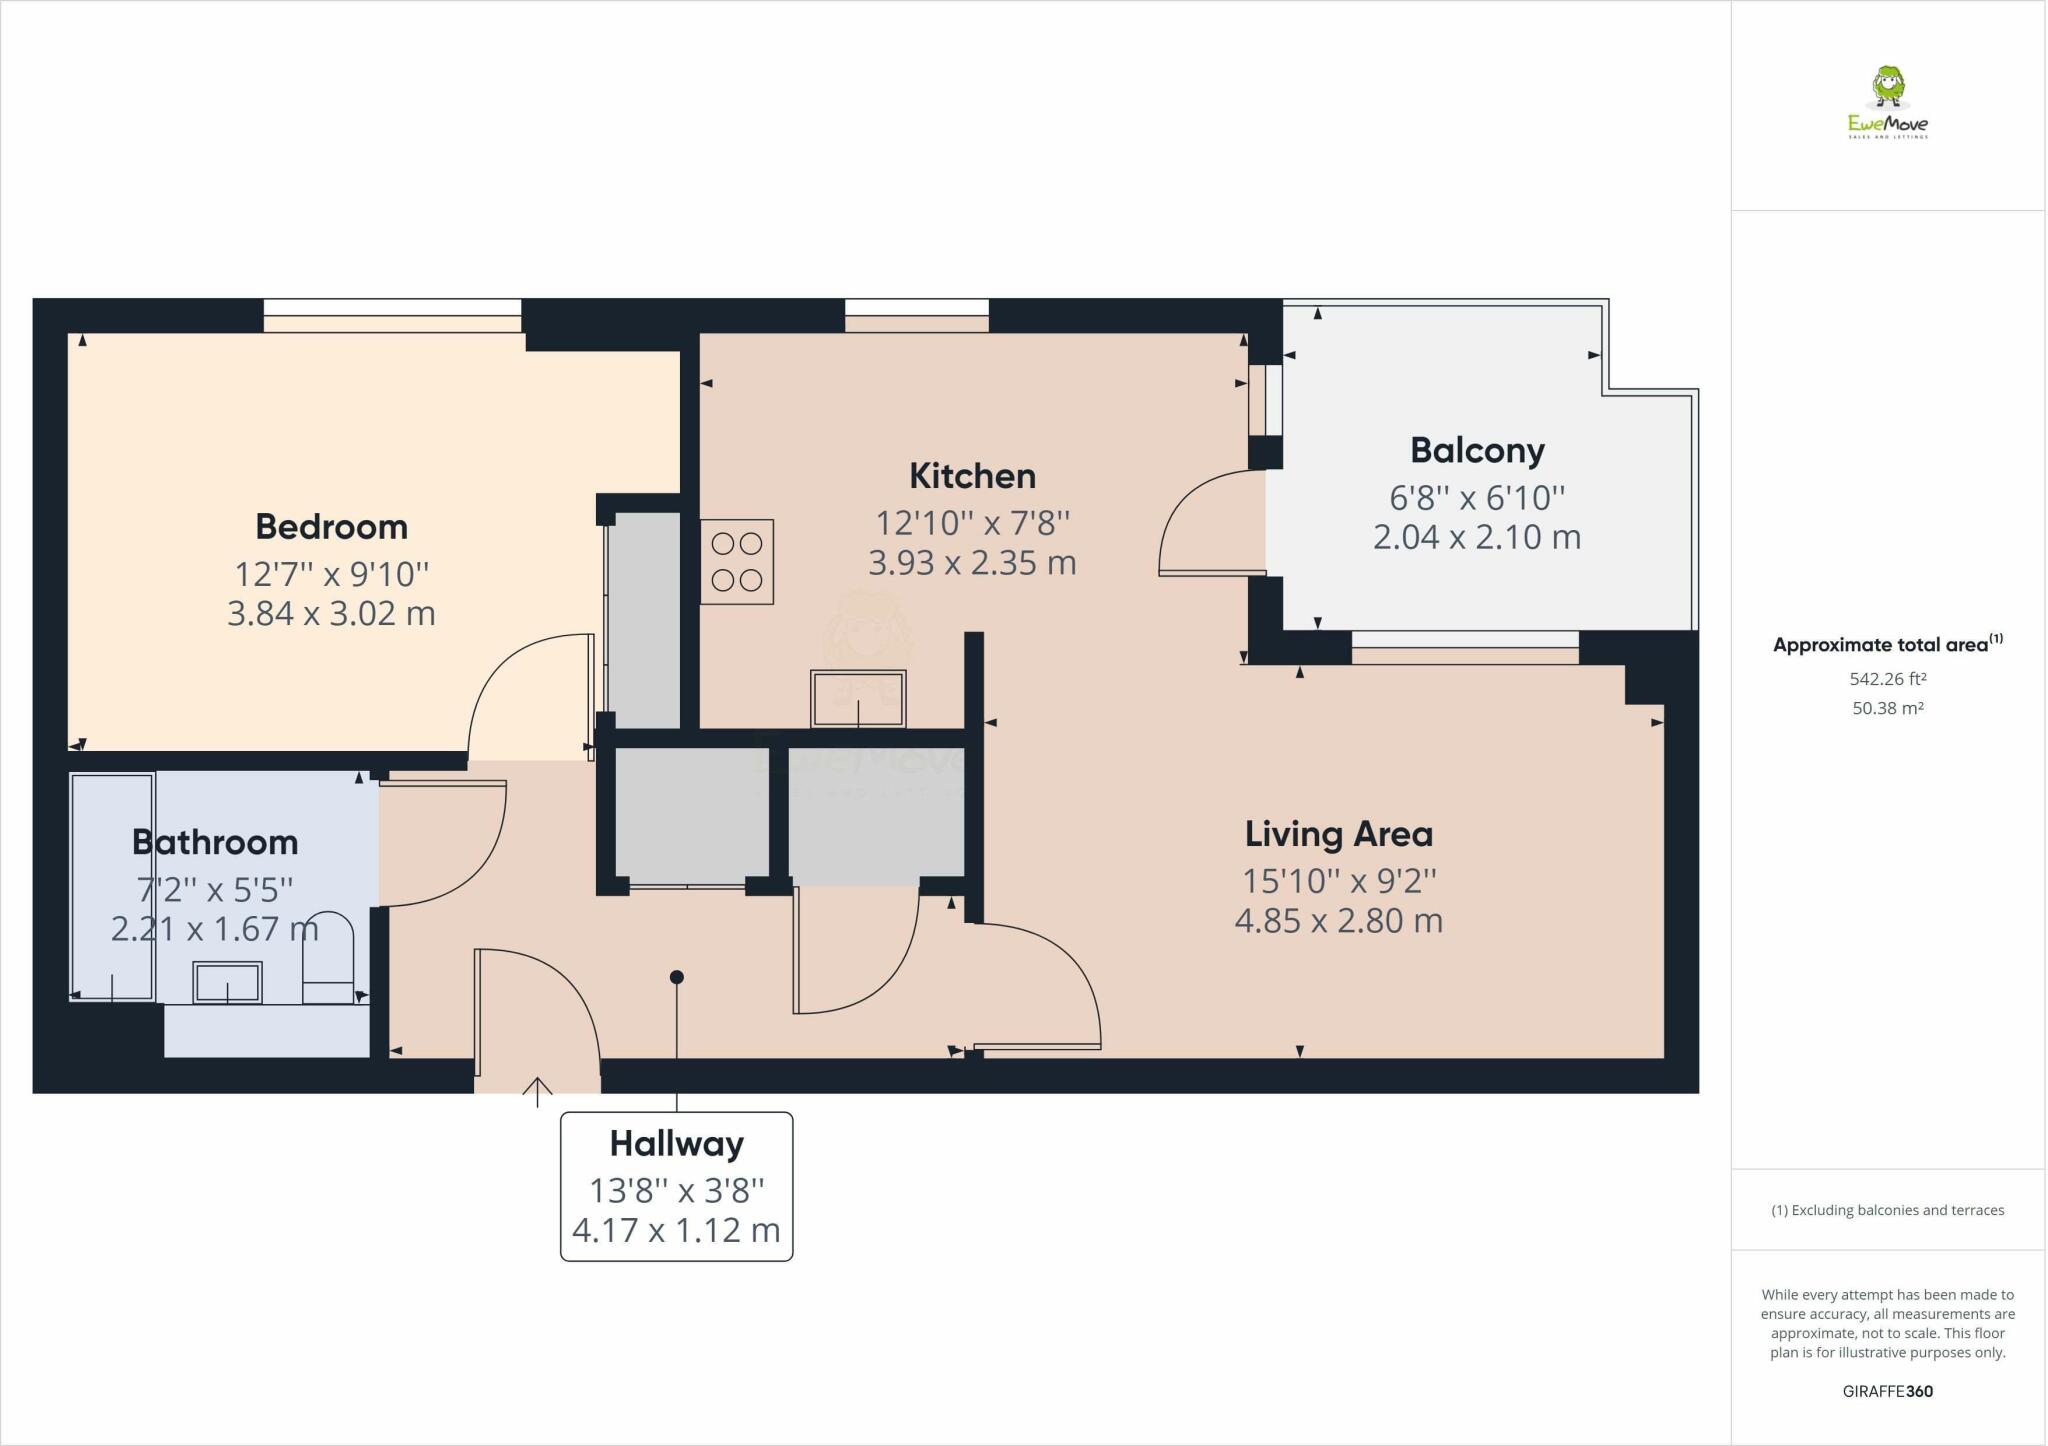 EweMove
SALES AND LETTINGS
Bedroom
12'7'' x 9'10''
3.84 x 3.02 m
Kitchen
12'10'' x 7'8''
3.93 x 2.35 m
Balcony
6'8'' x 6'10''
2.04 x 2.10 m
Bathroom
7'2'' x 5'5''
2.21 x 1.67 m
Living Area
15'10'' x 9'2''
4.85 x 2.80 m
Hallway
13'8'' x 3'8''
4.17 x 1.12 m
EweMove
SALES AND LETTINGS
Approximate total area(1)
542.26 ft²
50.38 m²
(1) Excluding balconies and terraces
While every attempt has been made to
ensure accuracy, all measurements are
approximate, not to scale. This floor
plan is for illustrative purposes only.
GIRAFFE360